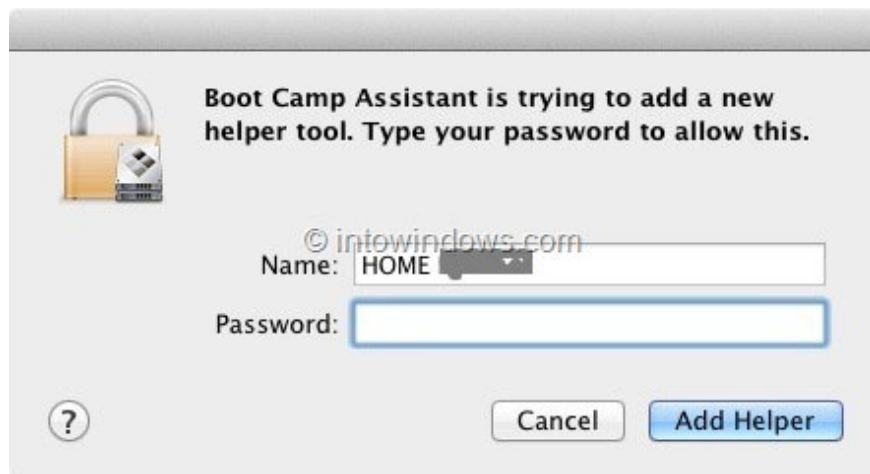 Boot Camp Assistant is trying to add a new
helper tool. Type your password to allow this.
© intowindows.com
Name: HOME
Password:
? Cancel Add Helper